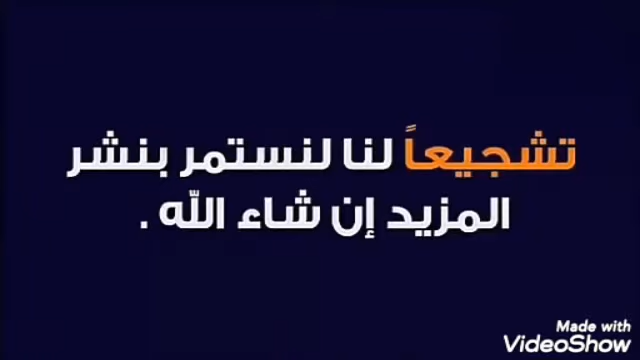 تشجيعاً لنا لنستمر بنشر
المزيد إن شاء الله .
Made with
VideoShow